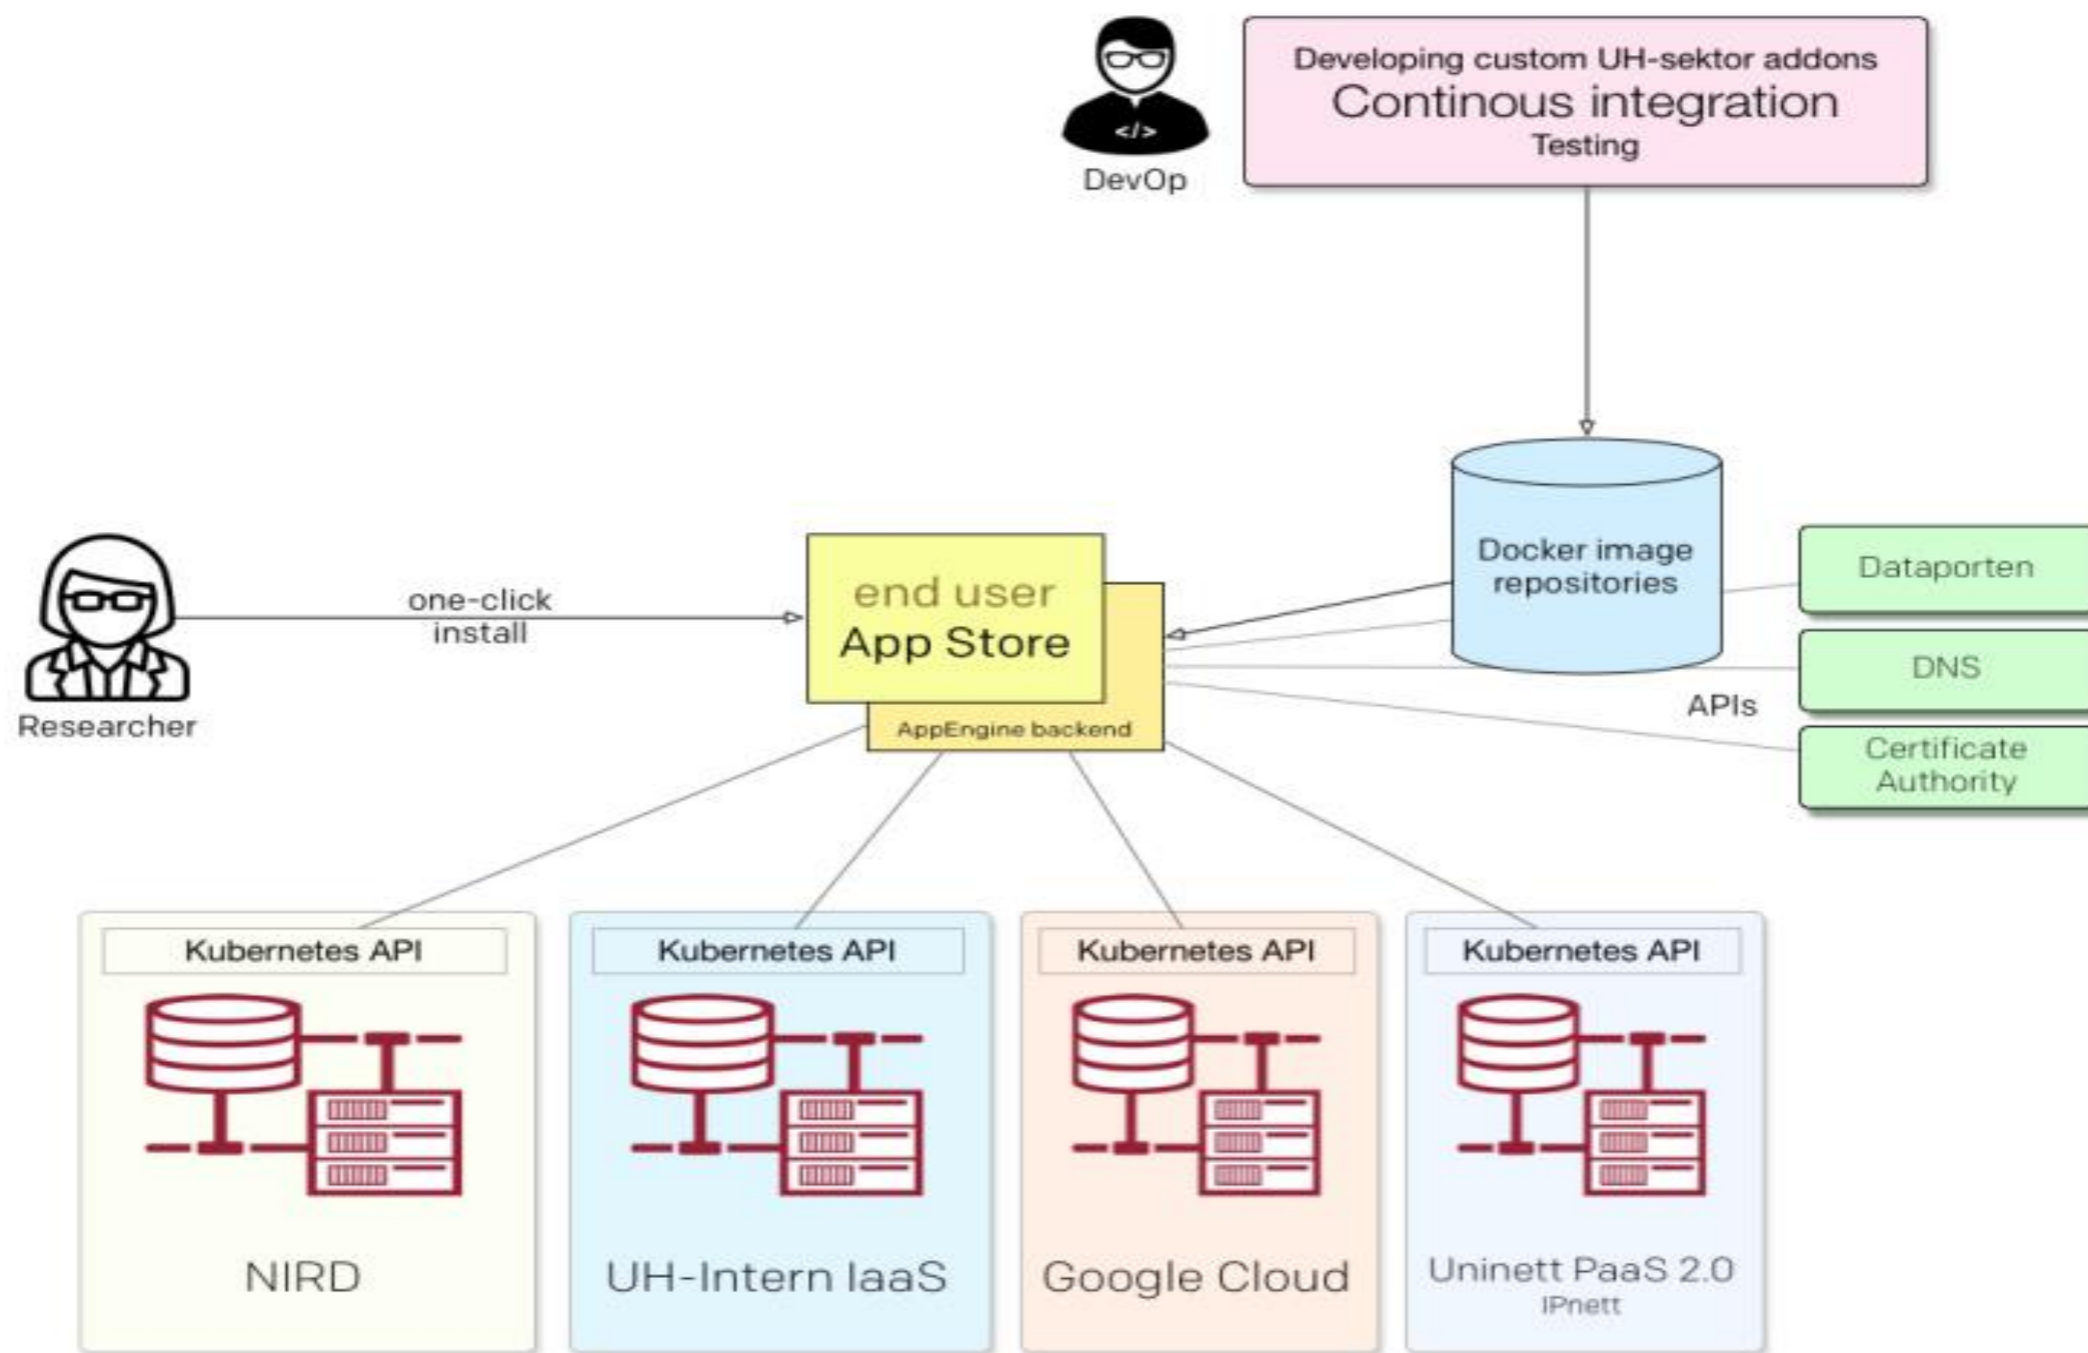 Developing custom UH-sektor addons
Continous integration
Testing
</>
DevOp
Docker image
repositories
Dataporten
DNS
APIs
Certificate
Authority
one-click
install
end user
App Store
AppEngine backend
Researcher
Kubernetes API
Kubernetes API
Kubernetes API
Kubernetes API
NIRD
UH-Intern IaaS
Google Cloud
Uninett PaaS 2.0
IPnett